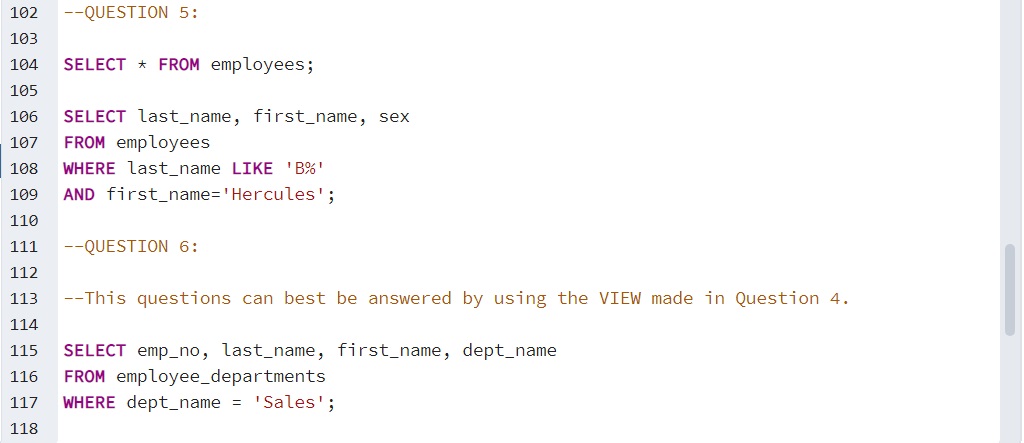 102 --QUESTION 5:
103
104 SELECT * FROM employees;
105
106 SELECT last_name, first_name, sex
107 FROM employees
108 WHERE last_name LIKE 'B%'
109 AND first_name='Hercules';
110
111 --QUESTION 6:
112
113 --This questions can best be answered by using the VIEW made in Question 4.
114
115 SELECT emp_no, last_name, first_name, dept_name
116 FROM employee_departments
117 WHERE dept_name = 'Sales';
118